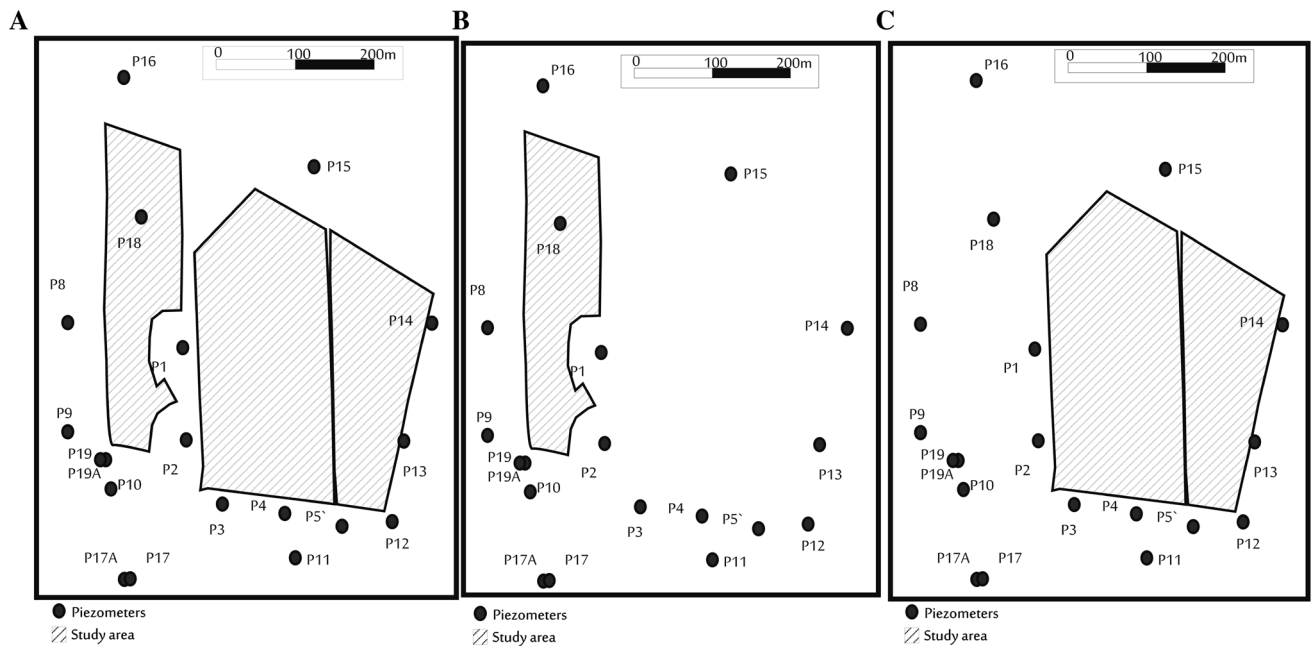 A
0 100 200m
P16
P15
P18
P8
P14
P1
P9
P19
P2
P13
P19A
P10
P4
P5`
P3
P12
P17A P17
P11
Piezometers
Study area
B
0 100 200m
P16
P15
P18
P8
P14
P1
P9
P19
P2
P13
P19A
P10
P4
P5`
P3
P12
P17A P17
P11
Piezometers
Study area
C
0 100 200m
P16
P15
P18
P8
P14
P1
P9
P19
P2
P13
P19A
P10
P4
P5`
P3
P12
P17A P17
P11
Piezometers
Study area